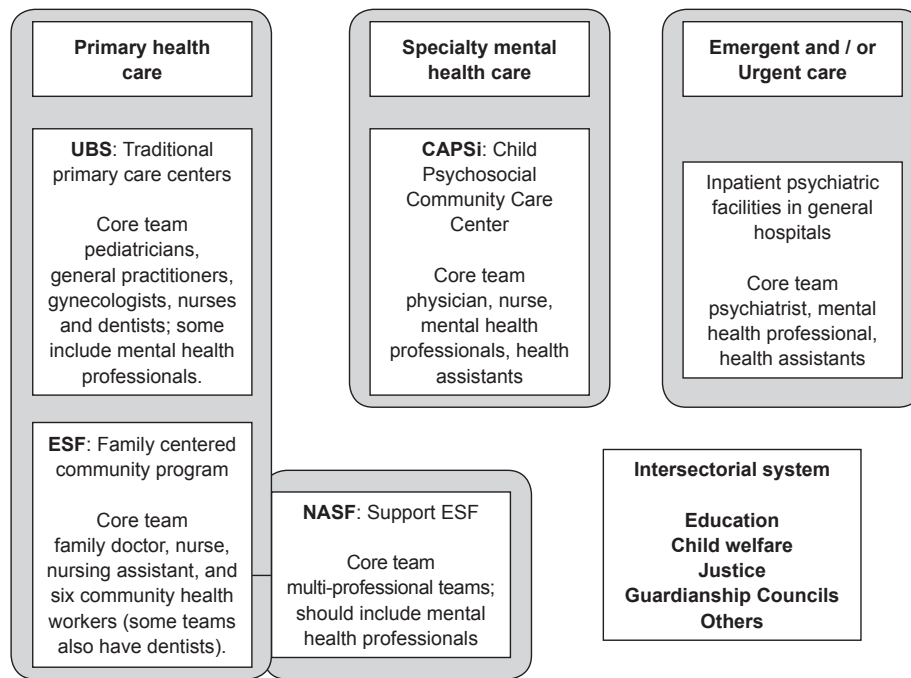 Primary health
care
UBS: Traditional
primary care centers
Core team
pediatricians,
general practitioners,
gynecologists, nurses
and dentists; some
include mental health
professionals.
ESF: Family centered
community program
Core team
family doctor, nurse,
nursing assistant, and
six community health
workers (some teams
also have dentists).
NASF: Support ESF
Core team
multi-professional teams;
should include mental
health professionals
Specialty mental
health care
CAPSi: Child
Psychosocial
Community Care
Center
Core team
physician, nurse,
mental health
professionals, health
assistants
Emergent and / or
Urgent care
Inpatient psychiatric
facilities in general
hospitals
Core team
psychiatrist, mental
health professional,
health assistants
Intersectorial system
Education
Child welfare
Justice
Guardianship Councils
Others